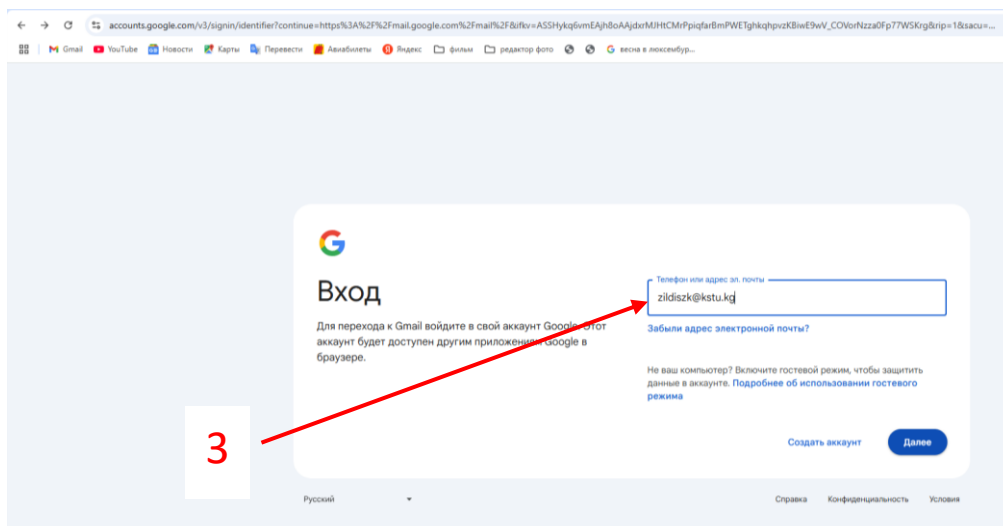 accounts.google.com/v3/signin/identifier?continue=https%3A%2F%2Fmail.google.com%2Fmail%2F&ifkv=
Gmail YouTube Новости Карты Перевести Авиабилеты Яндекс фильм редактор фото весна в люксембур...
Вход
Для перехода к Gmail войдите в свой аккаунт Google. Этот
аккаунт будет доступен другим приложениям Google в
браузере.
Телефон или адрес эл. почты
zildiszk@kstu.kg
Забыли адрес электронной почты?
Не ваш компьютер? Включите гостевой режим, чтобы защитить
данные в аккаунте. Подробнее об использовании гостевого
режима
3
Создать аккаунт Далее
Русский Справка Конфиденциальность Условия